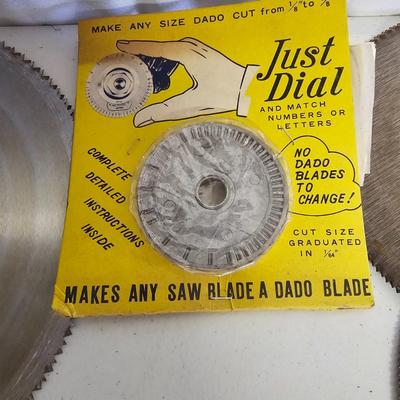 MAKE ANY SIZE DADO CUT from 1/8" to 7/8
Just
Dial
AND MATCH
NUMBERS OR
LETTERS
NO
DADO
BLADES
TO
CHANGE!
COMPLETE
DETAILED
INSTRUCTIONS
INSIDE
CUT SIZE
GRADUATED
IN 1/64"
MAKES ANY SAW BLADE A DADO BLADE